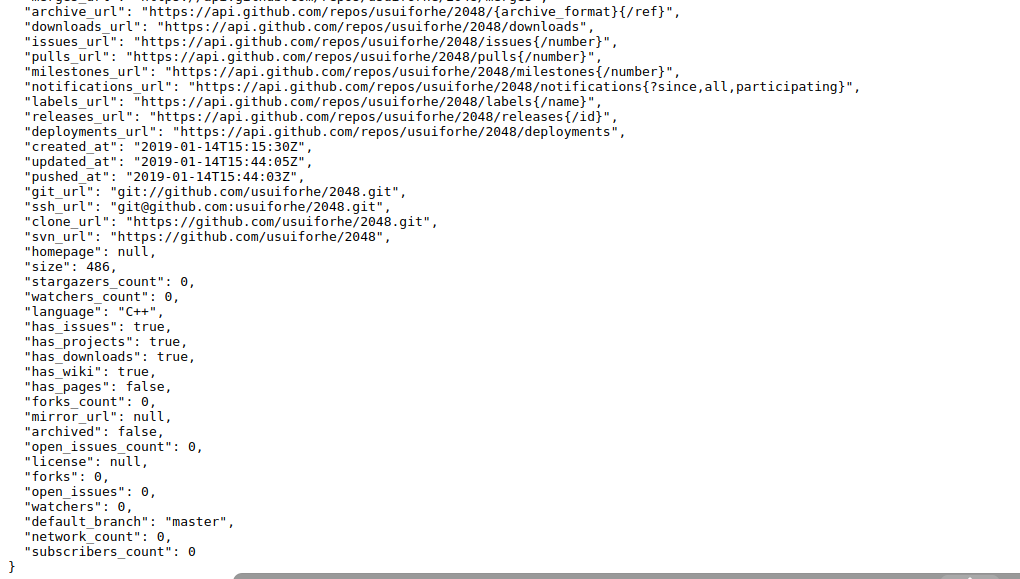 "archive_url": "https://api.github.com/repos/usuiforhe/2048/{archive_format}{/ref}",
"downloads_url": "https://api.github.com/repos/usuiforhe/2048/downloads",
"issues_url": "https://api.github.com/repos/usuiforhe/2048/issues{/number}",
"pulls_url": "https://api.github.com/repos/usuiforhe/2048/pulls{/number}",
"milestones_url": "https://api.github.com/repos/usuiforhe/2048/milestones{/number}",
"notifications_url": "https://api.github.com/repos/usuiforhe/2048/notifications{?since,all,participating}",
"labels_url": "https://api.github.com/repos/usuiforhe/2048/labels{/name}",
"releases_url": "https://api.github.com/repos/usuiforhe/2048/releases{/id}",
"deployments_url": "https://api.github.com/repos/usuiforhe/2048/deployments",
"created_at": "2019-01-14T15:15:30Z",
"updated_at": "2019-01-14T15:44:05Z",
"pushed_at": "2019-01-14T15:44:03Z",
"git_url": "git://github.com/usuiforhe/2048.git",
"ssh_url": "git@github.com:usuiforhe/2048.git",
"clone_url": "https://github.com/usuiforhe/2048.git",
"svn_url": "https://github.com/usuiforhe/2048",
"homepage": null,
"size": 486,
"stargazers_count": 0,
"watchers_count": 0,
"language": "C++",
"has_issues": true,
"has_projects": true,
"has_downloads": true,
"has_wiki": true,
"has_pages": false,
"forks_count": 0,
"mirror_url": null,
"archived": false,
"open_issues_count": 0,
"license": null,
"forks": 0,
"open_issues": 0,
"watchers": 0,
"default_branch": "master",
"network_count": 0,
"subscribers_count": 0
}